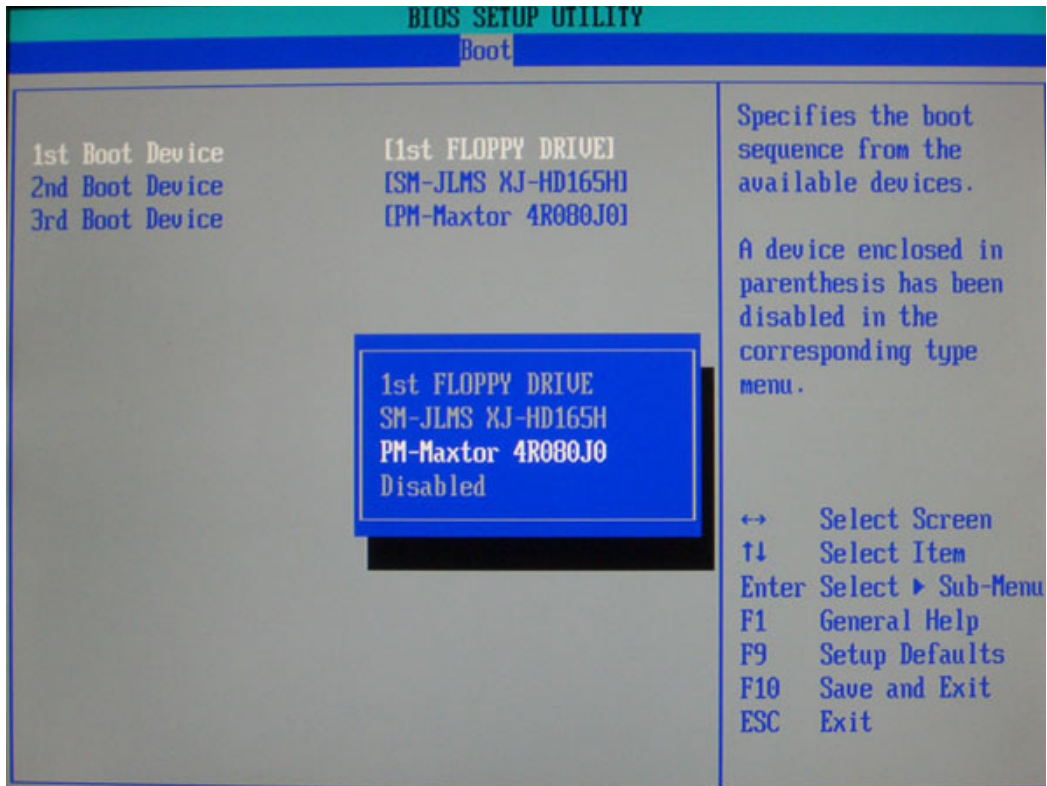 BIOS SETUP UTILITY
Boot
1st Boot Device [1st FLOPPY DRIVE]
2nd Boot Device [SM-JLMS XJ-HD165H]
3rd Boot Device [PM-Maxtor 4R080J0]
1st FLOPPY DRIVE
SM-JLMS XJ-HD165H
PM-Maxtor 4R080J0
Disabled
Specifies the boot
sequence from the
available devices.
A device enclosed in
parenthesis has been
disabled in the
corresponding type
menu.
↔ Select Screen
↑↓ Select Item
Enter Select ▶ Sub-Menu
F1 General Help
F9 Setup Defaults
F10 Save and Exit
ESC Exit